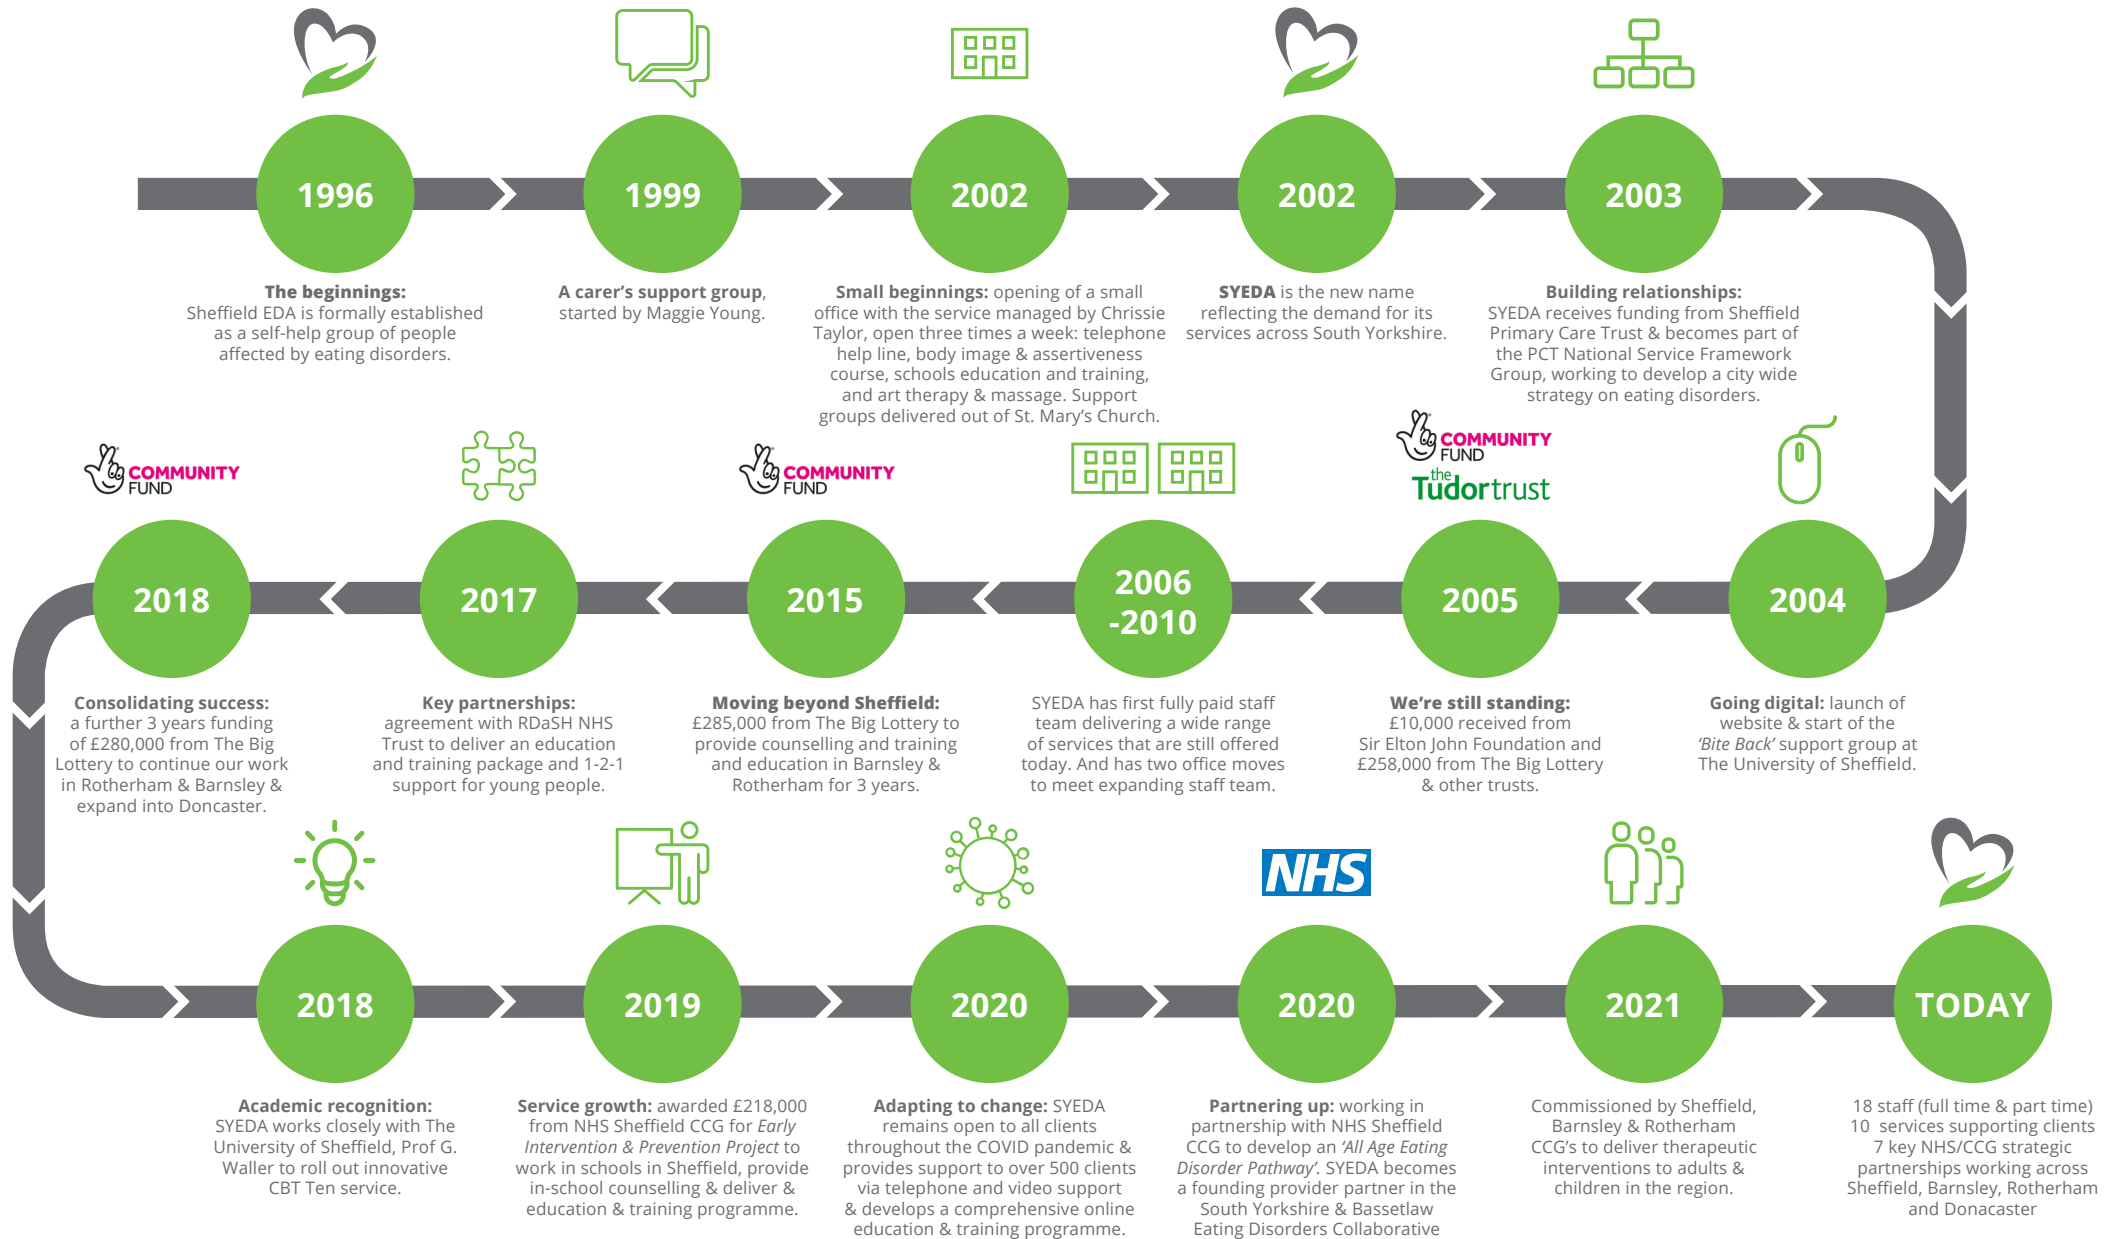 1996
The beginnings:
Sheffield EDA is formally established
as a self-help group of people
affected by eating disorders.
1999
A carer's support group,
started by Maggie Young.
2002
Small beginnings: opening of a small
office with the service managed by Chrissie
Taylor, open three times a week: telephone
help line, body image & assertiveness
course, schools education and training,
and art therapy & massage. Support
groups delivered out of St. Mary's Church.
2002
SYEDA is the new name
reflecting the demand for its
services across South Yorkshire.
2003
Building relationships:
SYEDA receives funding from Sheffield
Primary Care Trust & becomes part of
the PCT National Service Framework
Group, working to develop a city wide
strategy on eating disorders.
2004
Going digital: launch of
website & start of the
'Bite Back' support group at
The University of Sheffield.
COMMUNITY
FUND
the
Tudortrust
2005
We're still standing:
£10,000 received from
Sir Elton John Foundation and
£258,000 from The Big Lottery
& other trusts.
2006
-2010
SYEDA has first fully paid staff
team delivering a wide range
of services that are still offered
today. And has two office moves
to meet expanding staff team.
COMMUNITY
FUND
2015
Moving beyond Sheffield:
£285,000 from The Big Lottery to
provide counselling and training
and education in Barnsley &
Rotherham for 3 years.
2017
Key partnerships:
agreement with RDaSH NHS
Trust to deliver an education
and training package and 1-2-1
support for young people.
COMMUNITY
FUND
2018
Consolidating success:
a further 3 years funding
of £280,000 from The Big
Lottery to continue our work
in Rotherham & Barnsley &
expand into Doncaster.
2018
Academic recognition:
SYEDA works closely with The
University of Sheffield, Prof G.
Waller to roll out innovative
CBT Ten service.
2019
Service growth: awarded £218,000
from NHS Sheffield CCG for Early
Intervention & Prevention Project to
work in schools in Sheffield, provide
in-school counselling & deliver &
education & training programme.
2020
Adapting to change: SYEDA
remains open to all clients
throughout the COVID pandemic &
provides support to over 500 clients
via telephone and video support
& develops a comprehensive online
education & training programme.
NHS
2020
Partnering up: working in
partnership with NHS Sheffield
CCG to develop an 'All Age Eating
Disorder Pathway'. SYEDA becomes
a founding provider partner in the
South Yorkshire & Bassetlaw
Eating Disorders Collaborative
2021
Commissioned by Sheffield,
Barnsley & Rotherham
CCG's to deliver therapeutic
interventions to adults &
children in the region.
TODAY
18 staff (full time & part time)
10 services supporting clients
7 key NHS/CCG strategic
partnerships working across
Sheffield, Barnsley, Rotherham
and Donacaster